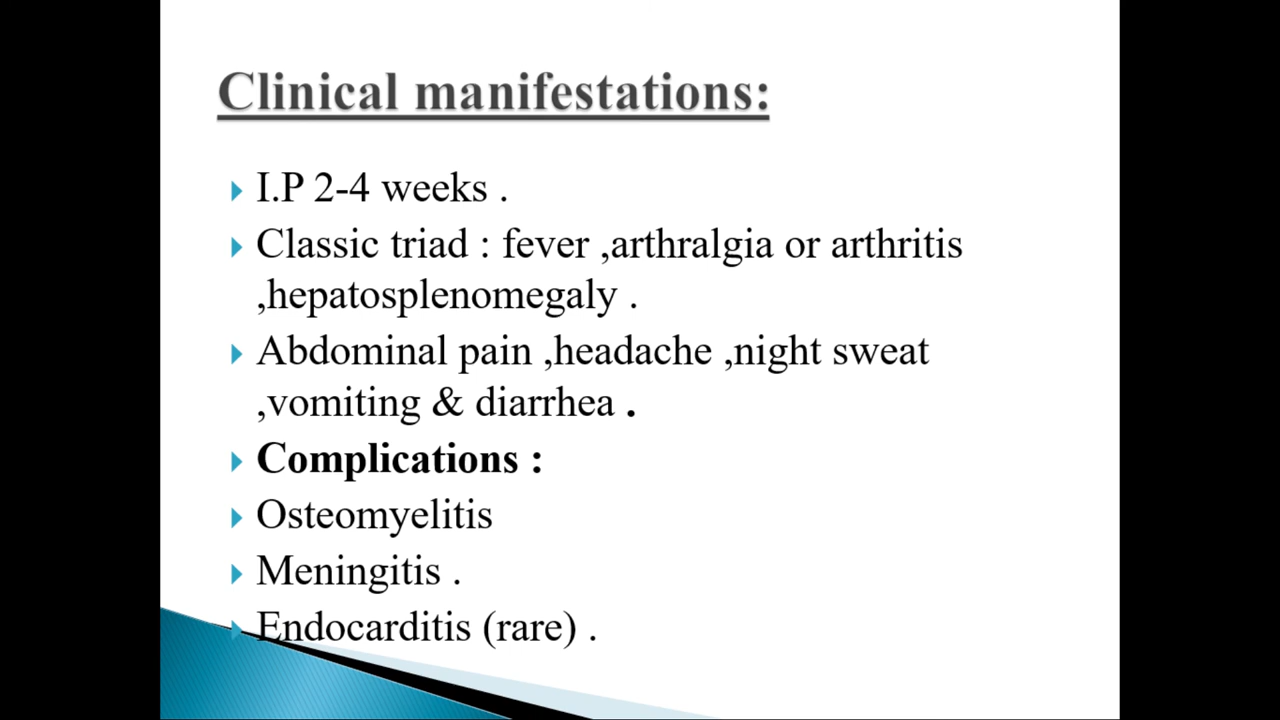 Clinical manifestations:
I.P 2-4 weeks .
Classic triad : fever ,arthralgia or arthritis
,hepatosplenomegaly .
Abdominal pain ,headache ,night sweat
,vomiting & diarrhea .
Complications :
Osteomyelitis
Meningitis .
Endocarditis (rare) .